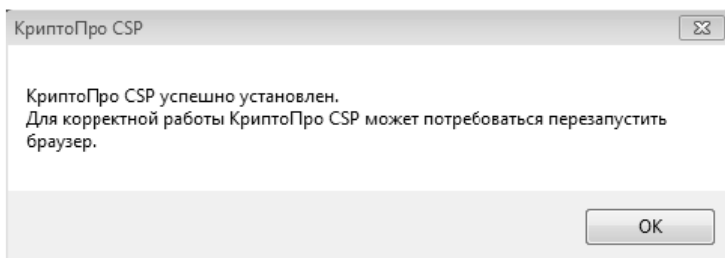 КриптоПро CSP
КриптоПро CSP успешно установлен.
Для корректной работы КриптоПро CSP может потребоваться перезапустить
браузер.
OK